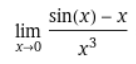 lim sin(x) – x
x→0 x³